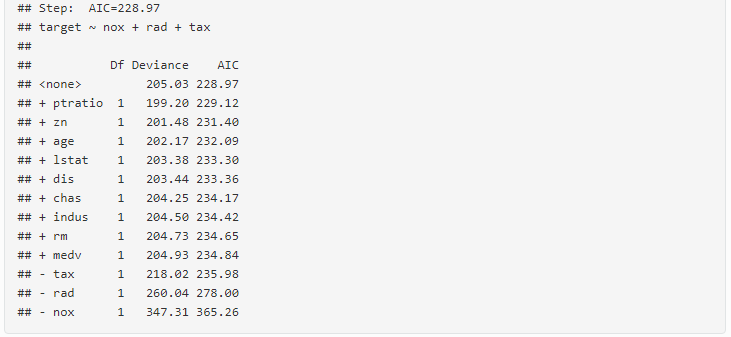 ## Step:  AIC=228.97
## target ~ nox + rad + tax
##
##           Df Deviance    AIC
## <none>        205.03 228.97
## + ptratio  1   199.20 229.12
## + zn       1   201.48 231.40
## + age      1   202.17 232.09
## + lstat    1   203.38 233.30
## + dis      1   203.44 233.36
## + chas     1   204.25 234.17
## + indus    1   204.50 234.42
## + rm       1   204.73 234.65
## + medv     1   204.93 234.84
## - tax      1   218.02 235.98
## - rad      1   260.04 278.00
## - nox      1   347.31 365.26